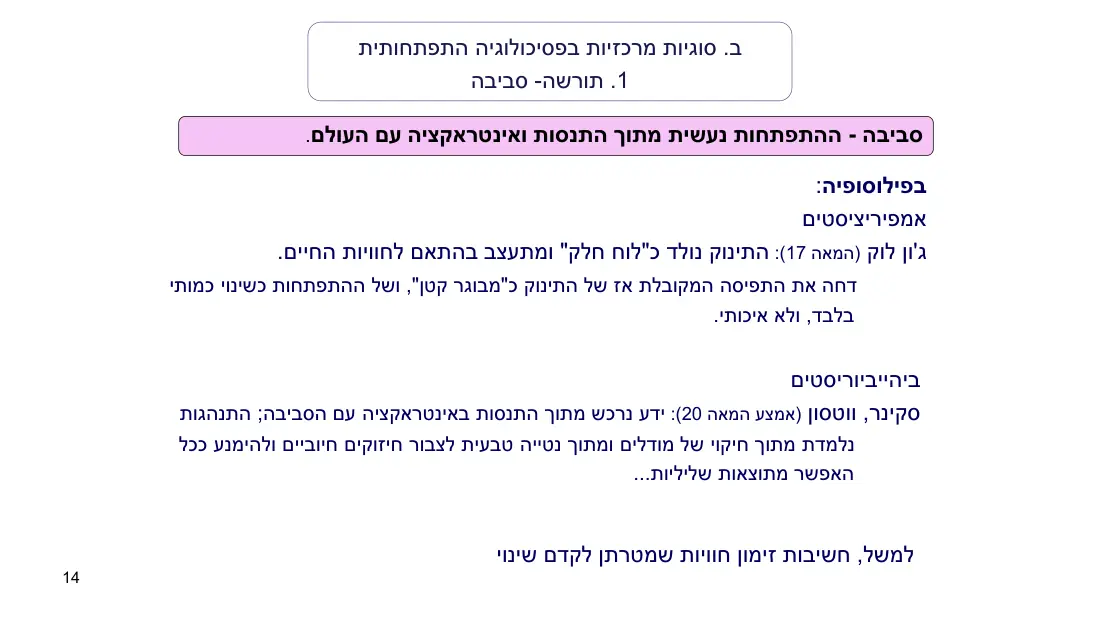 ב. סוגיות מרכזיות בפסיכולוגיה התפתחותית
1. תורשה- סביבה
סביבה - ההתפתחות נעשית מתוך התנסות ואינטראקציה עם העולם.
בפילוסופיה:
אמפיריציסטים
ג'ון לוק (המאה 17): התינוק נולד כ"לוח חלק" ומתעצב בהתאם לחוויות החיים.
דחה את התפיסה המקובלת אז של התינוק כ"מבוגר קטן", ושל ההתפתחות כשינוי כמותי
בלבד, ולא איכותי.
ביהייביוריסטים
סקינר, ווטסון (אמצע המאה 20): ידע נרכש מתוך התנסות באינטראקציה עם הסביבה; התנהגות
נלמדת מתוך חיקוי של מודלים ומתוך נטייה טבעית לצבור חיזוקים חיוביים ולהימנע ככל
האפשר מתוצאות שליליות...
למשל, חשיבות זימון חוויות שמטרתן לקדם שינוי
14